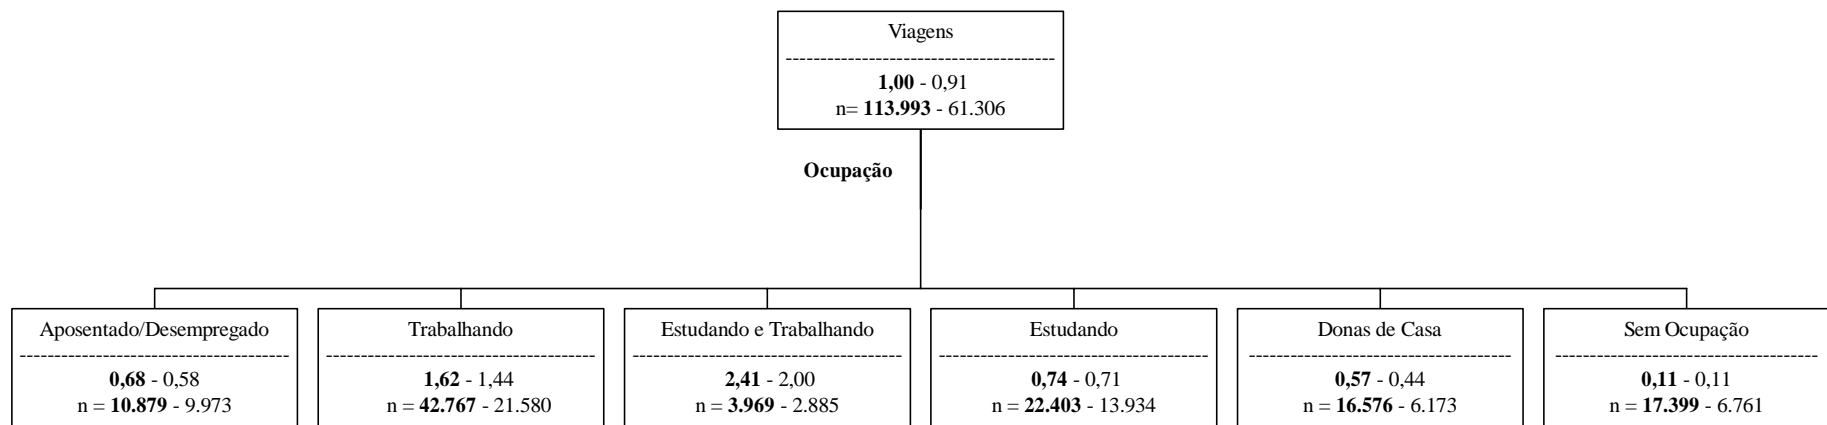 Viagens
---------------------------------------
1,00 - 0,91
n= 113.993 - 61.306
Ocupação
Aposentado/Desempregado
---------------------------------------
0,68 - 0,58
n = 10.879 - 9.973
Trabalhando
---------------------------------------
1,62 - 1,44
n = 42.767 - 21.580
Estudando e Trabalhando
---------------------------------------
2,41 - 2,00
n = 3.969 - 2.885
Estudando
---------------------------------------
0,74 - 0,71
n = 22.403 - 13.934
Donas de Casa
--------------------------------------
0,57 - 0,44
n = 16.576 - 6.173
Sem Ocupação
--------------------------------------
0,11 - 0,11
n = 17.399 - 6.761